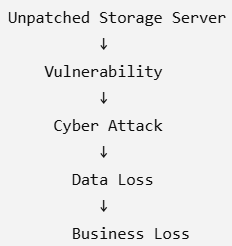 Unpatched Storage Server
↓
Vulnerability
↓
Cyber Attack
↓
Data Loss
↓
Business Loss